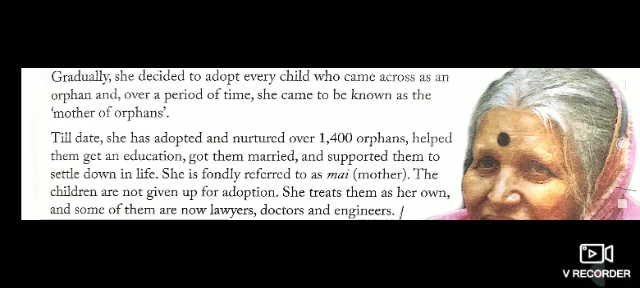 Gradually, she decided to adopt every child who came across as an
orphan and, over a period of time, she came to be known as the
'mother of orphans'.
Till date, she has adopted and nurtured over 1,400 orphans, helped
them get an education, got them married, and supported them to
settle down in life. She is fondly referred to as mai (mother). The
children are not given up for adoption. She treats them as her own,
and some of them are now lawyers, doctors and engineers. /
V RECORDER